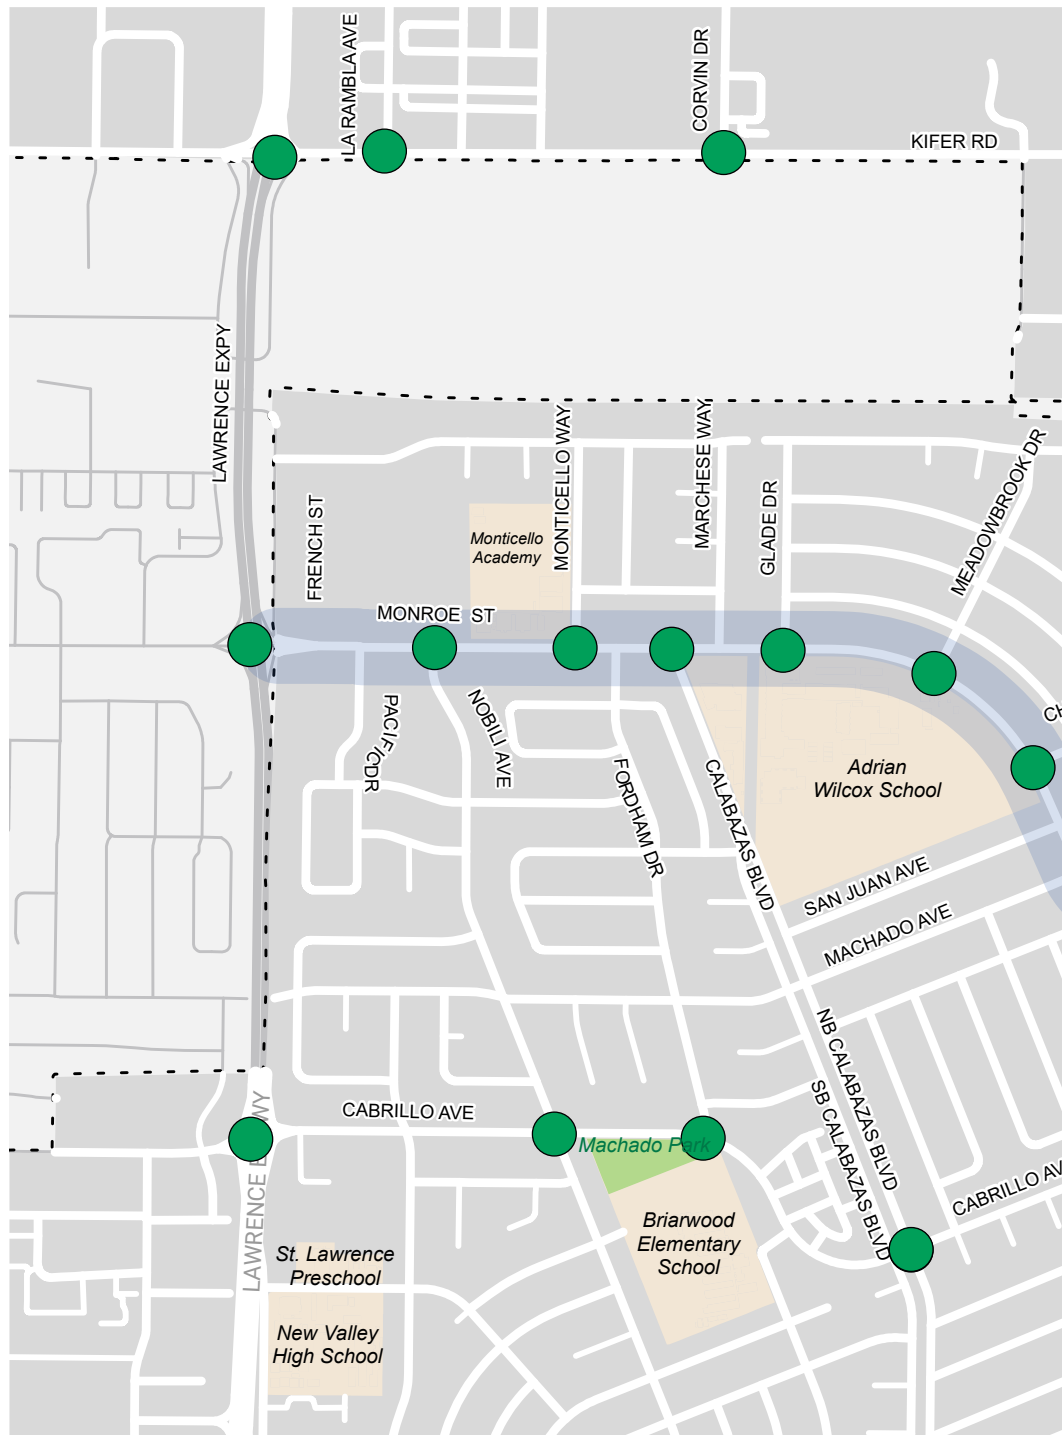 LA RAMBLA AVE
CORVIN DR
KIFER RD
LAWRENCE EXPY
FRENCH ST
MONTICELLO WAY
MARCHESE WAY
GLADE DR
MEADOWBROOK DR
Monticello
Academy
MONROE ST
PACIFIC DR
NOBILI AVE
FORDHAM DR
CALABAZAS BLVD
CH
Adrian
Wilcox School
SAN JUAN AVE
MACHADO AVE
NB CALABAZAS BLVD
SB CALABAZAS BLVD
CABRILLO AVE
Machado Park
CABRILLO AV
LAWRENCE E WY
Briarwood
Elementary
School
St. Lawrence
Preschool
New Valley
High School